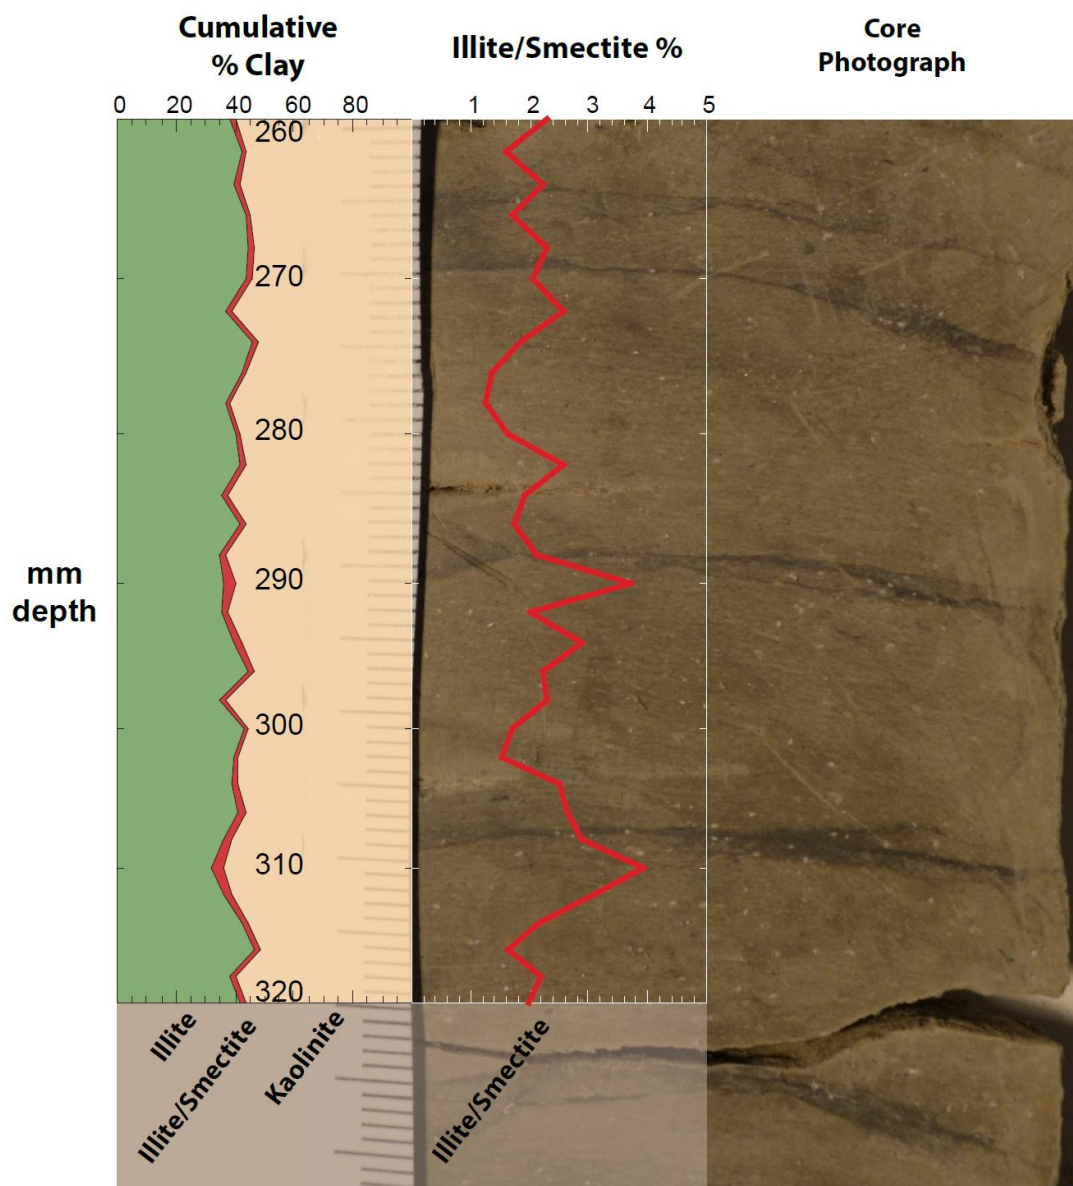 Cumulative
% Clay
Illite/Smectite %
Core
Photograph
0 20 40 60 80
1 2 3 4 5
260
270
280
mm
depth
290
300
310
320
Illite
Illite/Smectite
Kaolinite
Illite/Smectite